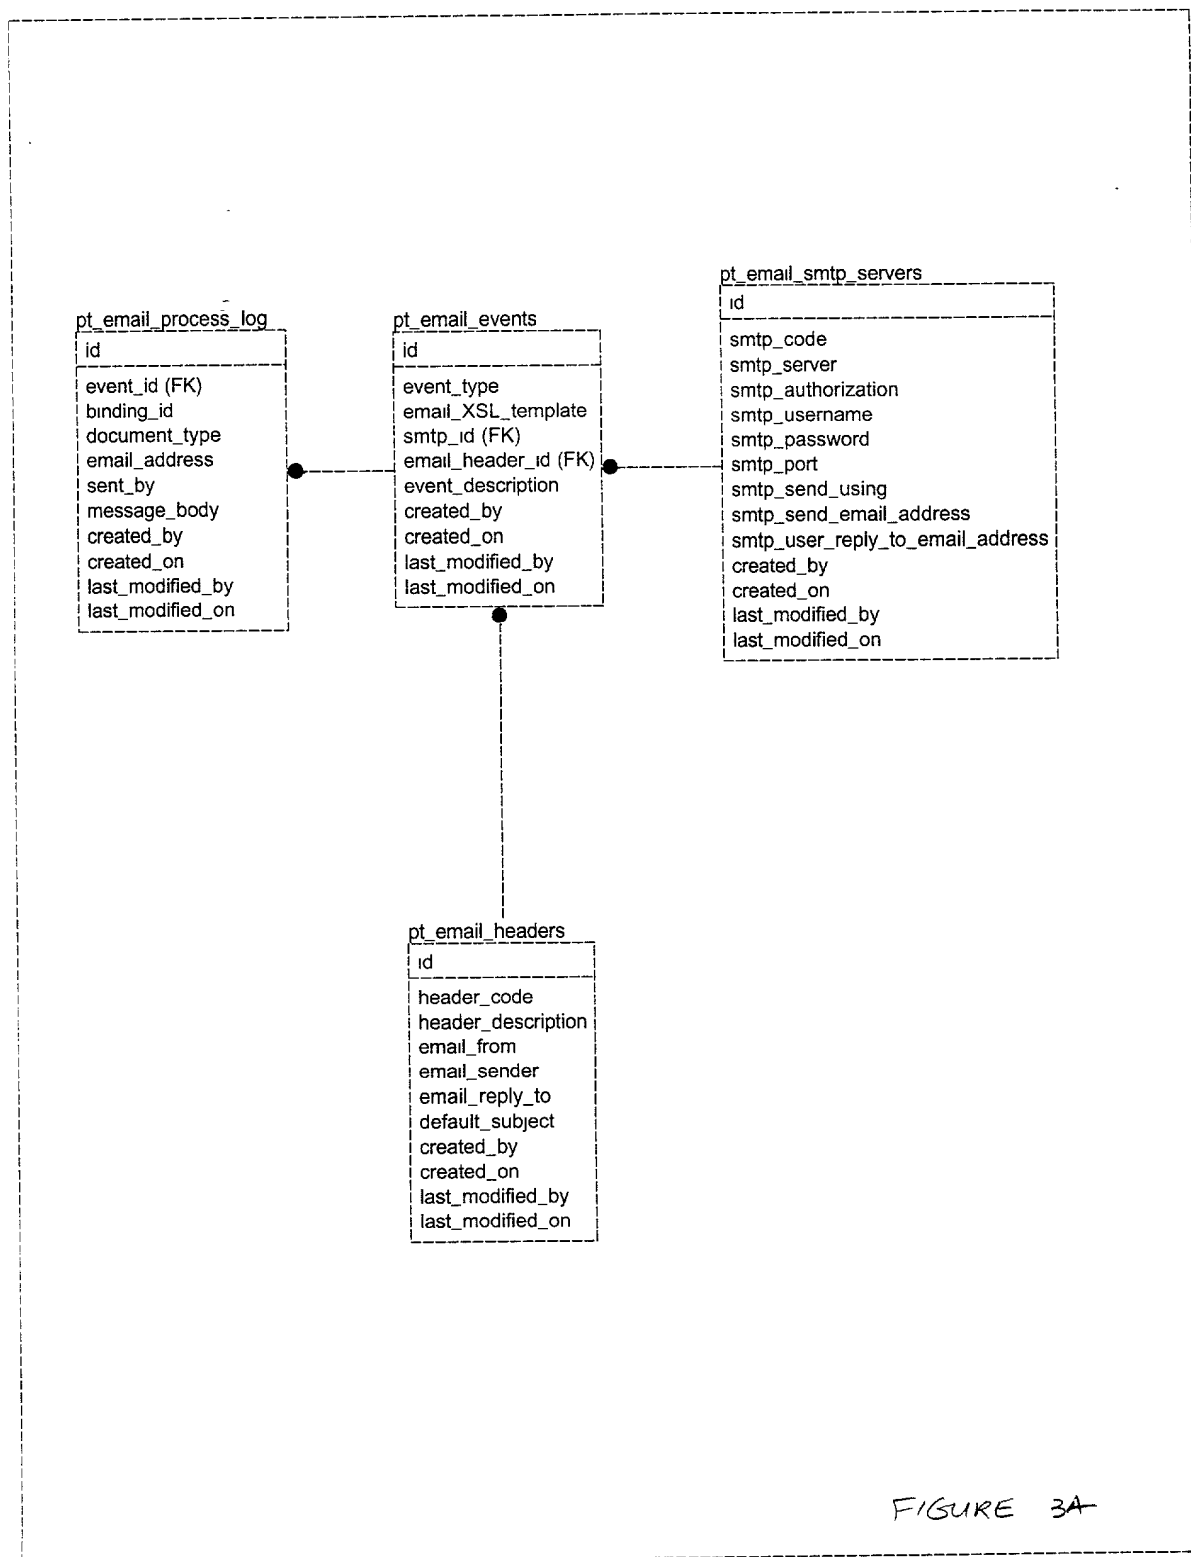 pt_email_process_log
id
event_id (FK)
binding_id
document_type
email_address
sent_by
message_body
created_by
created_on
last_modified_by
last_modified_on
pt_email_events
id
event_type
email_XSL_template
smtp_id (FK)
email_header_id (FK)
event_description
created_by
created_on
last_modified_by
last_modified_on
pt_email_smtp_servers
id
smtp_code
smtp_server
smtp_authorization
smtp_username
smtp_password
smtp_port
smtp_send_using
smtp_send_email_address
smtp_user_reply_to_email_address
created_by
created_on
last_modified_by
last_modified_on
pt_email_headers
id
header_code
header_description
email_from
email_sender
email_reply_to
default_subject
created_by
created_on
last_modified_by
last_modified_on
FIGURE 3A